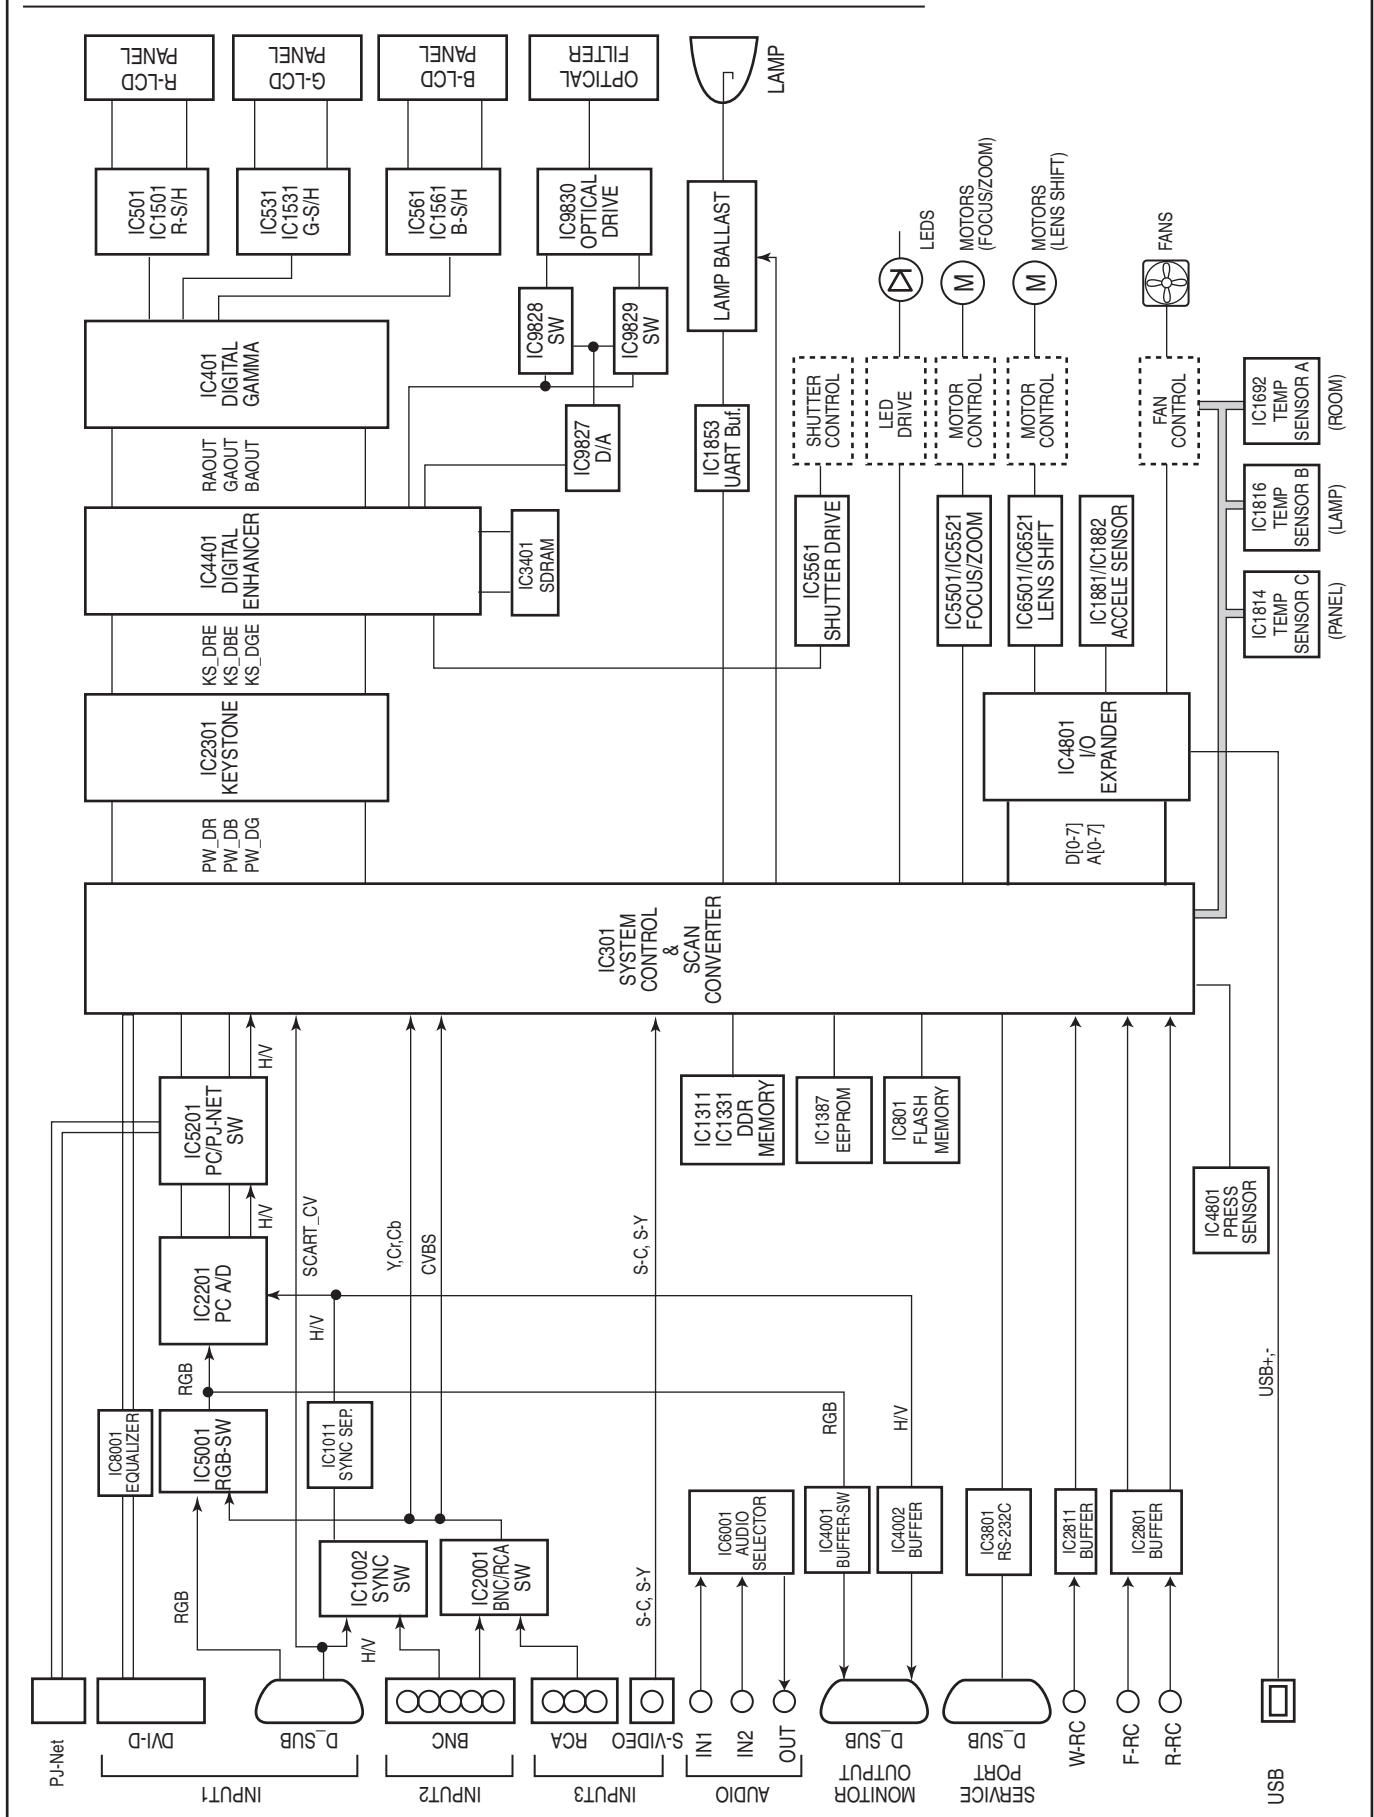 R-LCD
PANEL
G-LCD
PANEL
B-LCD
PANEL
OPTICAL
FILTER
LAMP
IC501
IC1501
R-S/H
IC531
IC1531
G-S/H
IC561
IC1561
B-S/H
IC9830
OPTICAL
DRIVE
LAMP BALLAST
LEDS
MOTORS
(FOCUS/ZOOM)
MOTORS
(LENS SHIFT)
FANS
M
M
IC401
DIGITAL
GAMMA
IC9828
SW
IC9829
SW
IC9827
D/A
IC1853
UART Buf.
SHUTTER
CONTROL
LED
DRIVE
MOTOR
CONTROL
MOTOR
CONTROL
FAN
CONTROL
IC1692
TEMP
SENSOR A
(ROOM)
IC1816
TEMP
SENSOR B
(LAMP)
IC1814
TEMP
SENSOR C
(PANEL)
RAOUT
GAOUT
BAOUT
IC4401
DIGITAL
ENHANCER
IC3401
SDRAM
IC5561
SHUTTER DRIVE
IC5501/IC5521
FOCUS/ZOOM
IC6501/IC6521
LENS SHIFT
IC1881/IC1882
ACCELE SENSOR
KS_DRE
KS_DBE
KS_DGE
IC2301
KEYSTONE
IC4801
I/O
EXPANDER
PW_DR
PW_DB
PW_DG
D[0-7]
A[0-7]
IC301
SYSTEM
CONTROL
&
SCAN
CONVERTER
H/V
IC5201
PC/PJ-NET
SW
H/V
IC2201
PC A/D
SCART_CV
H/V
Y,Cr,Cb
CVBS
S-C, S-Y
IC1311
IC1331
DDR
MEMORY
IC1387
EEPROM
IC801
FLASH
MEMORY
IC4801
PRESS
SENSOR
RGB
IC8001
EQUALIZER
IC5001
RGB-SW
IC1011
SYNC SEP.
RGB
H/V
USB+,-
RGB
IC1002
SYNC
SW
IC2001
BNC/RCA
SW
S-C, S-Y
IC6001
AUDIO
SELECTOR
IC4001
BUFFER-SW
IC4002
BUFFER
IC3801
RS-232C
IC2811
BUFFER
IC2801
BUFFER
H/V
PJ-Net
DVI-D
D_SUB
INPUT1
BNC
INPUT2
RCA
S-VIDEO
INPUT3
IN1
IN2
OUT
AUDIO
D_SUB
MONITOR
OUTPUT
D_SUB
SERVICE
PORT
W-RC
F-RC
R-RC
USB